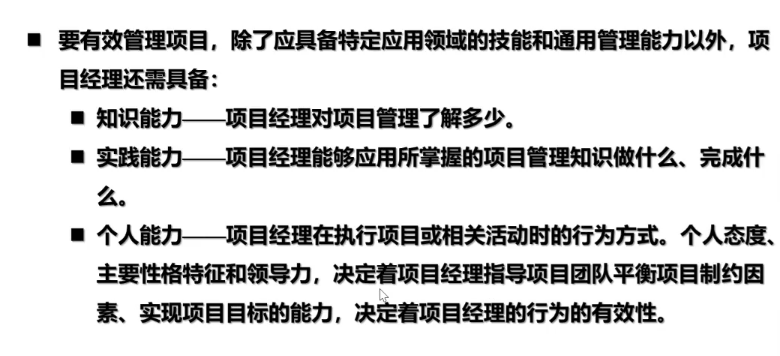 ■ 要有效管理项目，除了应具备特定应用领域的技能和通用管理能力以外，项
目经理还需具备：
■ 知识能力——项目经理对项目管理了解多少。
■ 实践能力——项目经理能够应用所掌握的项目管理知识做什么、完成什
么。
■ 个人能力——项目经理在执行项目或相关活动时的行为方式。个人态度、
主要性格特征和领导力，决定着项目经理指导项目团队平衡项目制约因
素、实现项目目标的能力，决定着项目经理的行为的有效性。